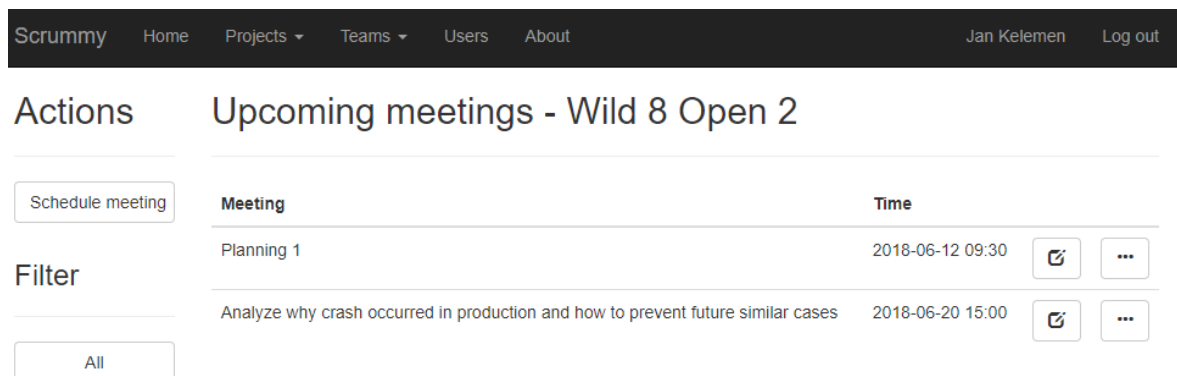 Scrummy Home Projects Teams Users About Jan Kelemen Log out
Actions
Schedule meeting
Filter
All
Upcoming meetings - Wild 8 Open 2
Meeting Time
Planning 1 2018-06-12 09:30
Analyze why crash occurred in production and how to prevent future similar cases 2018-06-20 15:00